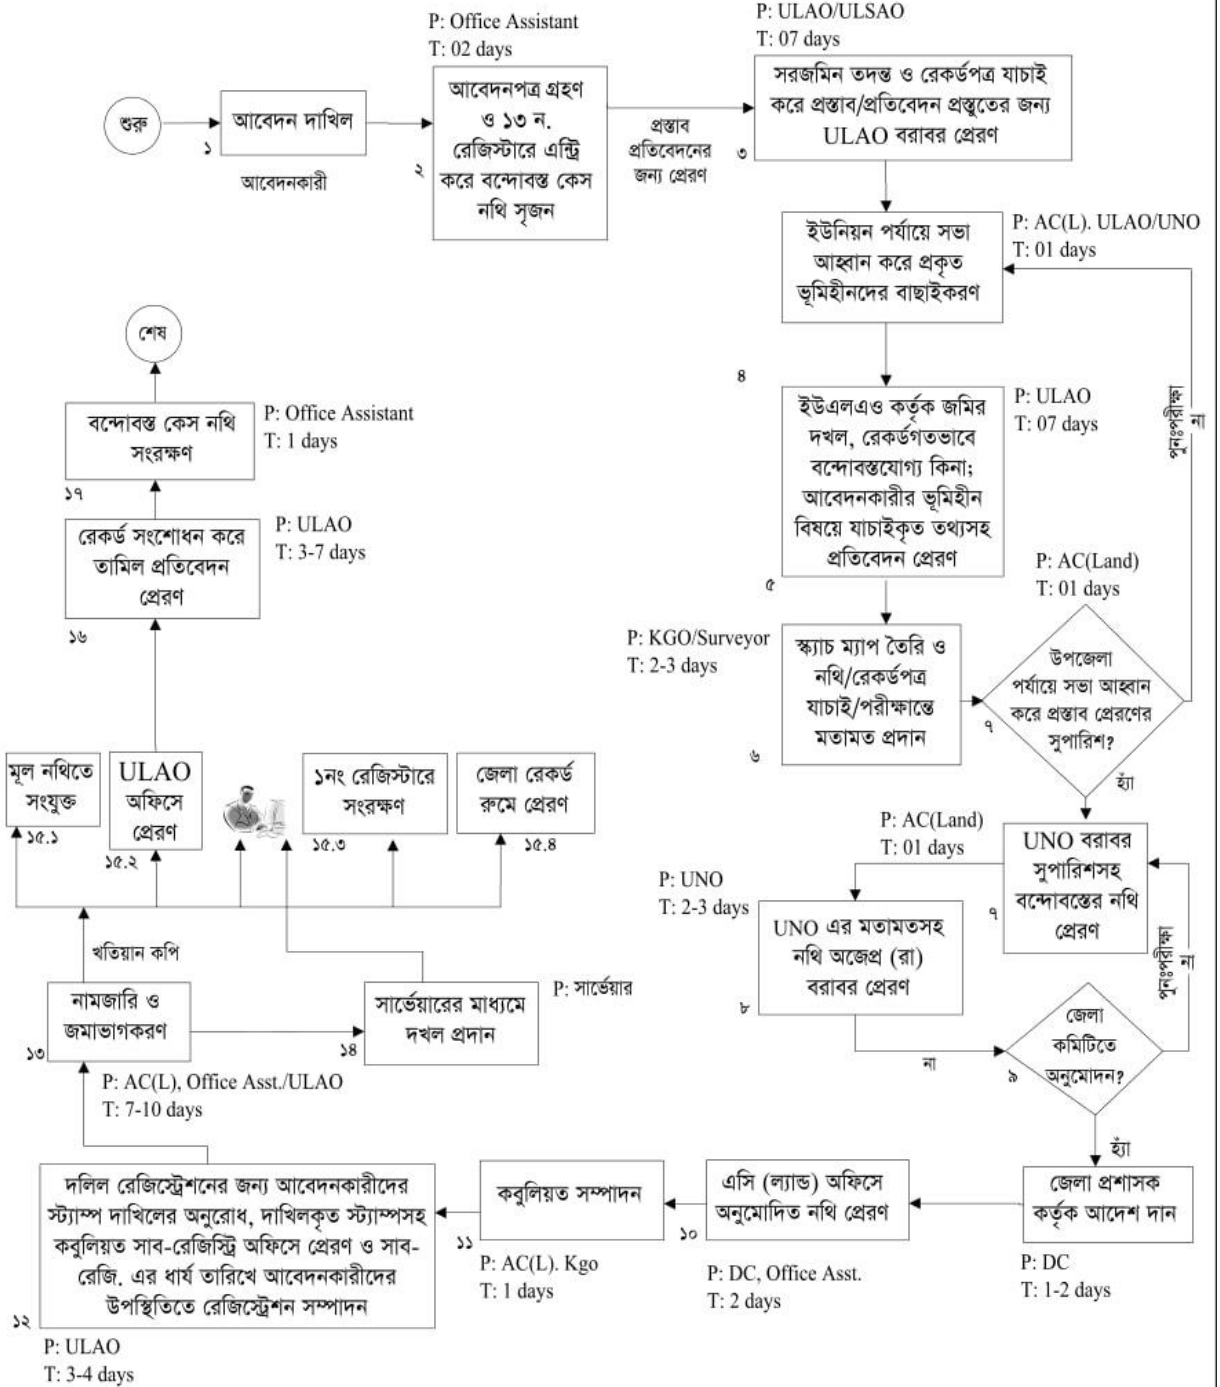 শুরু
আবেদন দাখিল
১
আবেদনকারী
P: Office Assistant
T: 02 days
আবেদনপত্র গ্রহণ
ও ১৩ ন.
রেজিস্টারে এন্ট্রি
করে বন্দোবস্ত কেস
নথি সৃজন
২
প্রস্তাব
প্রতিবেদনের
জন্য প্রেরণ
P: ULAO/ULSAO
T: 07 days
সরজমিন তদন্ত ও রেকর্ডপত্র যাচাই
করে প্রস্তাব/প্রতিবেদন প্রস্তুতের জন্য
ULAO বরাবর প্রেরণ
৩
ইউনিয়ন পর্যায়ে সভা
আহ্বান করে প্রকৃত
ভূমিহীনদের বাছাইকরণ
P: AC(L). ULAO/UNO
T: 01 days
৪
ইউএলএও কর্তৃক জমির
দখল, রেকর্ডগতভাবে
বন্দোবস্তযোগ্য কিনা;
আবেদনকারীর ভূমিহীন
বিষয়ে যাচাইকৃত তথ্যসহ
প্রতিবেদন প্রেরণ
P: ULAO
T: 07 days
৫
P: KGO/Surveyor
T: 2-3 days
স্ক্যাচ ম্যাপ তৈরি ও
নথি/রেকর্ডপত্র
যাচাই/পরীক্ষান্তে
মতামত প্রদান
৬
P: AC(Land)
T: 01 days
উপজেলা
পর্যায়ে সভা আহ্বান
করে প্রস্তাব প্রেরণের
সুপারিশ?
৭
পুনঃপরীক্ষা
না
হ্যাঁ
P: AC(Land)
T: 01 days
UNO বরাবর
সুপারিশসহ
বন্দোবস্তের নথি
প্রেরণ
৭
P: UNO
T: 2-3 days
UNO এর মতামতসহ
নথি অজেপ্র (রা)
বরাবর প্রেরণ
৮
না
জেলা
কমিটিতে
অনুমোদন?
৯
পুনঃপরীক্ষা
না
হ্যাঁ
জেলা প্রশাসক
কর্তৃক আদেশ দান
P: DC
T: 1-2 days
এসি (ল্যান্ড) অফিসে
অনুমোদিত নথি প্রেরণ
১০
P: DC, Office Asst.
T: 2 days
কবুলিয়ত সম্পাদন
১১
P: AC(L). Kgo
T: 1 days
দলিল রেজিস্ট্রেশনের জন্য আবেদনকারীদের
স্ট্যাম্প দাখিলের অনুরোধ, দাখিলকৃত স্ট্যাম্পসহ
কবুলিয়ত সাব-রেজিস্ট্রি অফিসে প্রেরণ ও সাব-
রেজি. এর ধার্য তারিখে আবেদনকারীদের
উপস্থিতিতে রেজিস্ট্রেশন সম্পাদন
১২
P: ULAO
T: 3-4 days
নামজারি ও
জমাভাগকরণ
১৩
P: AC(L), Office Asst./ULAO
T: 7-10 days
সার্ভেয়ারের মাধ্যমে
দখল প্রদান
১৪
P: সার্ভেয়ার
খতিয়ান কপি
মূল নথিতে
সংযুক্ত
১৫.১
ULAO
অফিসে
প্রেরণ
১৫.২
১নং রেজিস্টারে
সংরক্ষণ
১৫.৩
জেলা রেকর্ড
রুমে প্রেরণ
১৫.৪
রেকর্ড সংশোধন করে
তামিল প্রতিবেদন
প্রেরণ
১৬
P: ULAO
T: 3-7 days
বন্দোবস্ত কেস নথি
সংরক্ষণ
১৭
P: Office Assistant
T: 1 days
শেষ